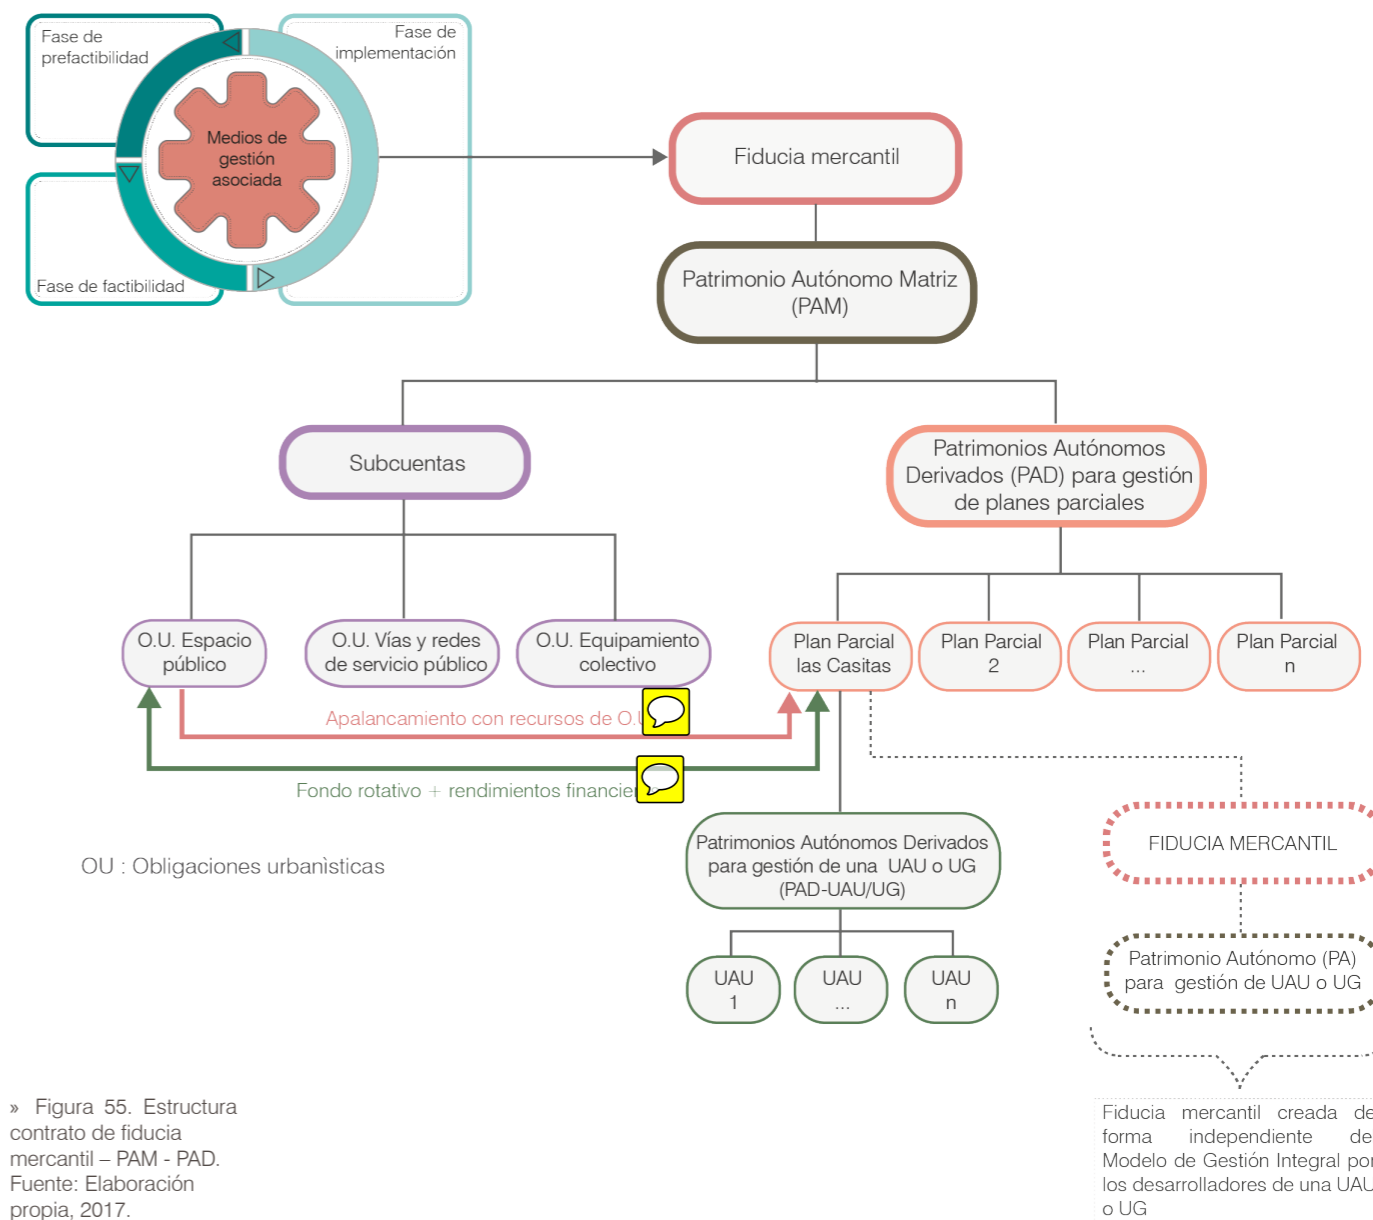 Fase de
prefactibilidad
Fase de
implementación
Medios de
gestión
asociada
Fase de factibilidad
Fiducia mercantil
Patrimonio Autónomo Matriz
(PAM)
Subcuentas
Patrimonios Autónomos
Derivados (PAD) para gestión
de planes parciales
O.U. Espacio
público
O.U. Vías y redes
de servicio público
O.U. Equipamiento
colectivo
Plan Parcial
las Casitas
Plan Parcial
2
Plan Parcial
...
Plan Parcial
n
Apalancamiento con recursos de O.U
Fondo rotativo + rendimientos financie
OU : Obligaciones urbanìsticas
Patrimonios Autónomos Derivados
para gestión de una UAU o UG
(PAD-UAU/UG)
UAU
1
UAU
...
UAU
n
FIDUCIA MERCANTIL
Patrimonio Autónomo (PA)
para gestión de UAU o UG
Fiducia mercantil creada de
forma independiente de
Modelo de Gestión Integral por
los desarrolladores de una UAU
o UG
» Figura 55. Estructura
contrato de fiducia
mercantil – PAM - PAD.
Fuente: Elaboración
propia, 2017.